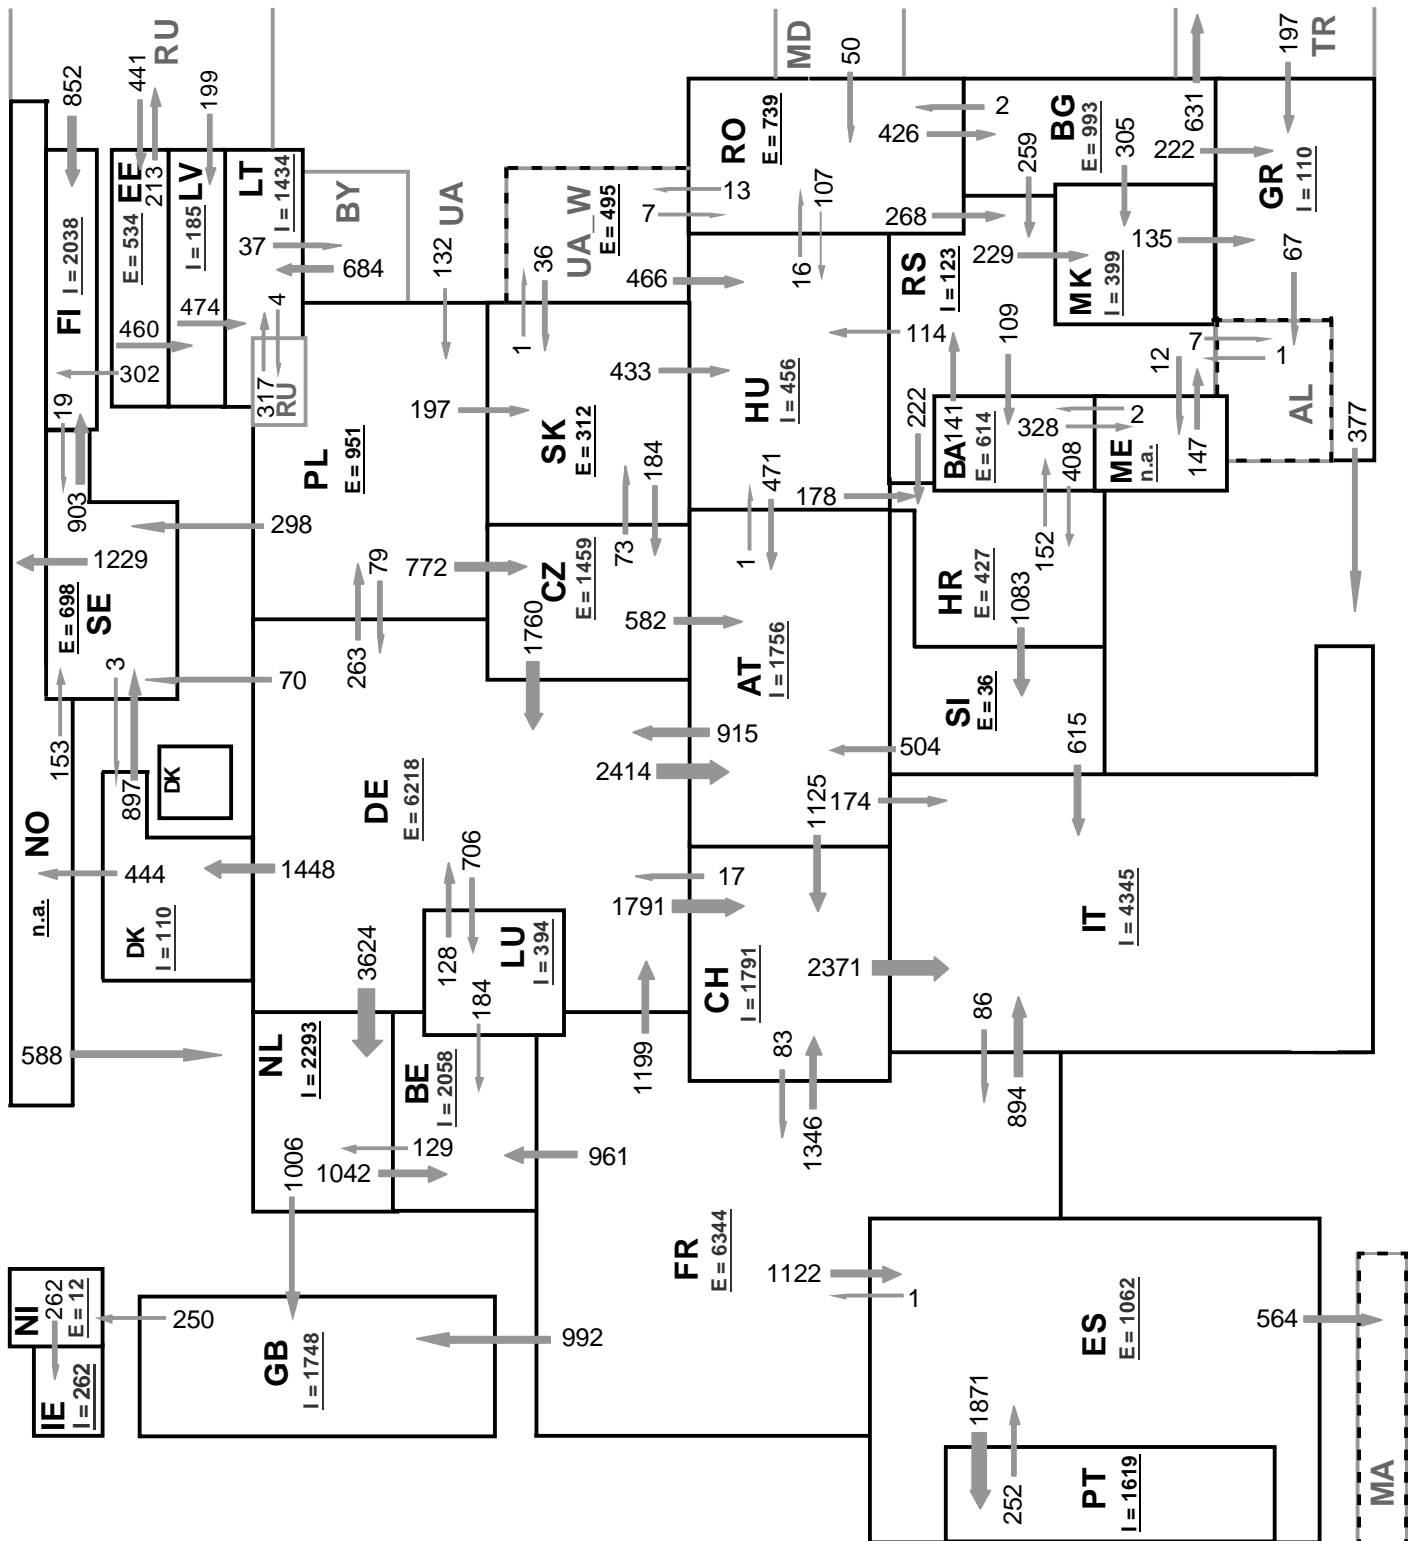 RU
852
441
213
199
FI
I = 2038
EE
E = 534
LV
I = 185
LT
I = 1434
37
684
BY
UA
132
460
474
302
4
317
RU
19
903
298
1229
SE
E = 698
3
70
153
897
DK
NO
n.a.
444
1448
DK
I = 110
588
MD
50
TR
197
631
RO
E = 739
2
426
BG
E = 993
259
305
222
GR
I = 110
UA_W
E = 495
13
7
107
16
268
36
1
466
RS
I = 123
229
MK
I = 399
135
67
114
109
7
1
12
AL
377
PL
E = 951
197
SK
E = 312
433
HU
I = 456
222
BA
141
E = 614
328
2
ME
n.a.
147
408
152
184
73
471
1
178
79
263
772
CZ
E = 1459
1760
582
HR
E = 427
1083
AT
I = 1756
SI
E = 36
615
915
2414
504
DE
E = 6218
1125
174
706
128
17
1791
3624
LU
I = 394
184
CH
I = 1791
2371
IT
I = 4345
NL
I = 2293
BE
I = 2058
1199
83
1346
86
894
1006
129
1042
961
NI
262
E = 12
250
IE
I = 262
GB
I = 1748
992
FR
E = 6344
1122
1
ES
E = 1062
564
1871
252
PT
I = 1619
MA